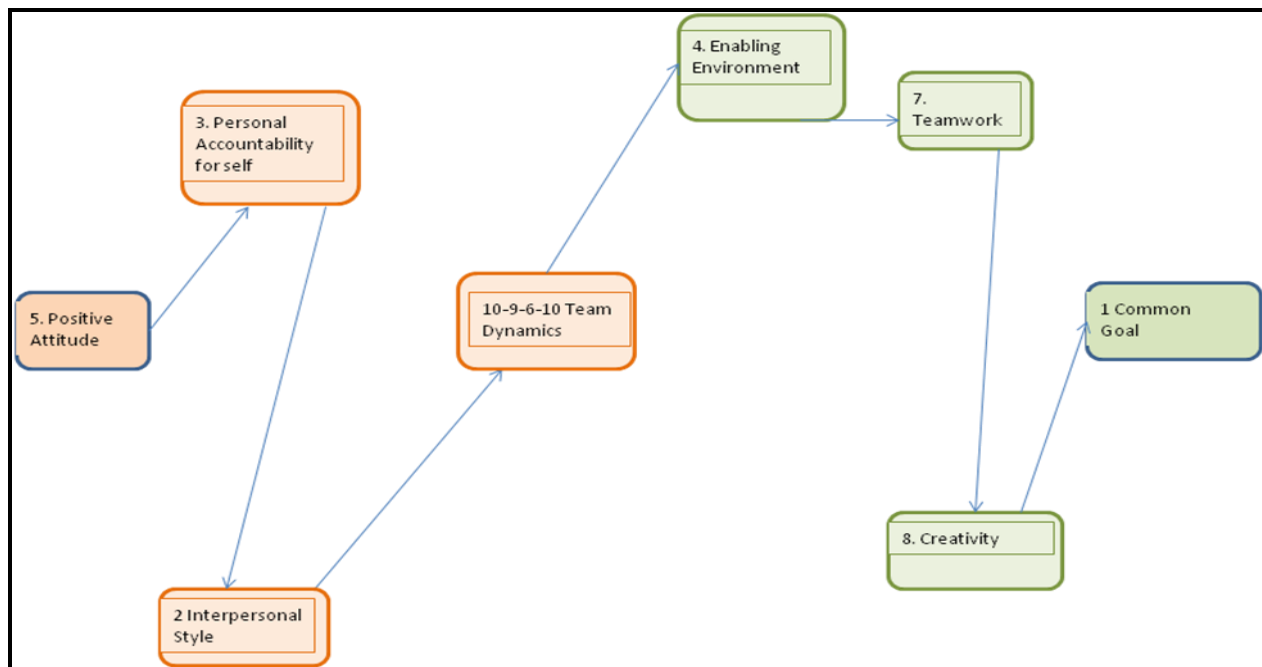 4. Enabling
Environment
7.
Teamwork
3. Personal
Accountability
for self
10-9-6-10 Team
Dynamics
1 Common
Goal
5. Positive
Attitude
8. Creativity
2 Interpersonal
Style